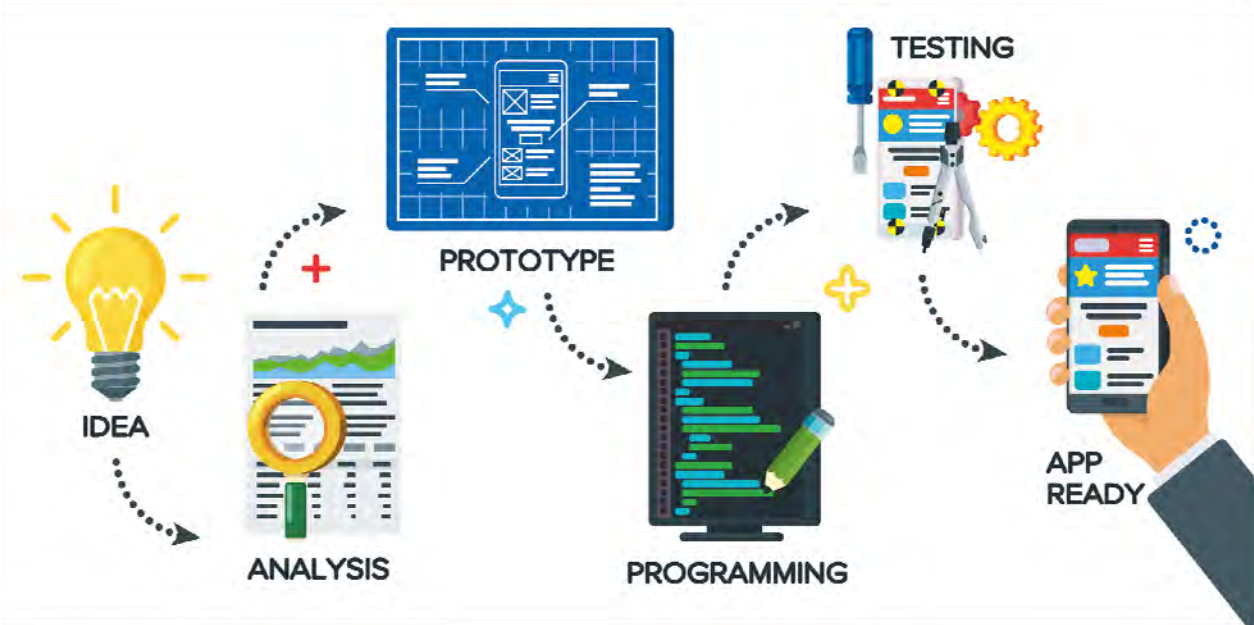 IDEA
ANALYSIS
PROTOTYPE
PROGRAMMING
TESTING
APP
READY